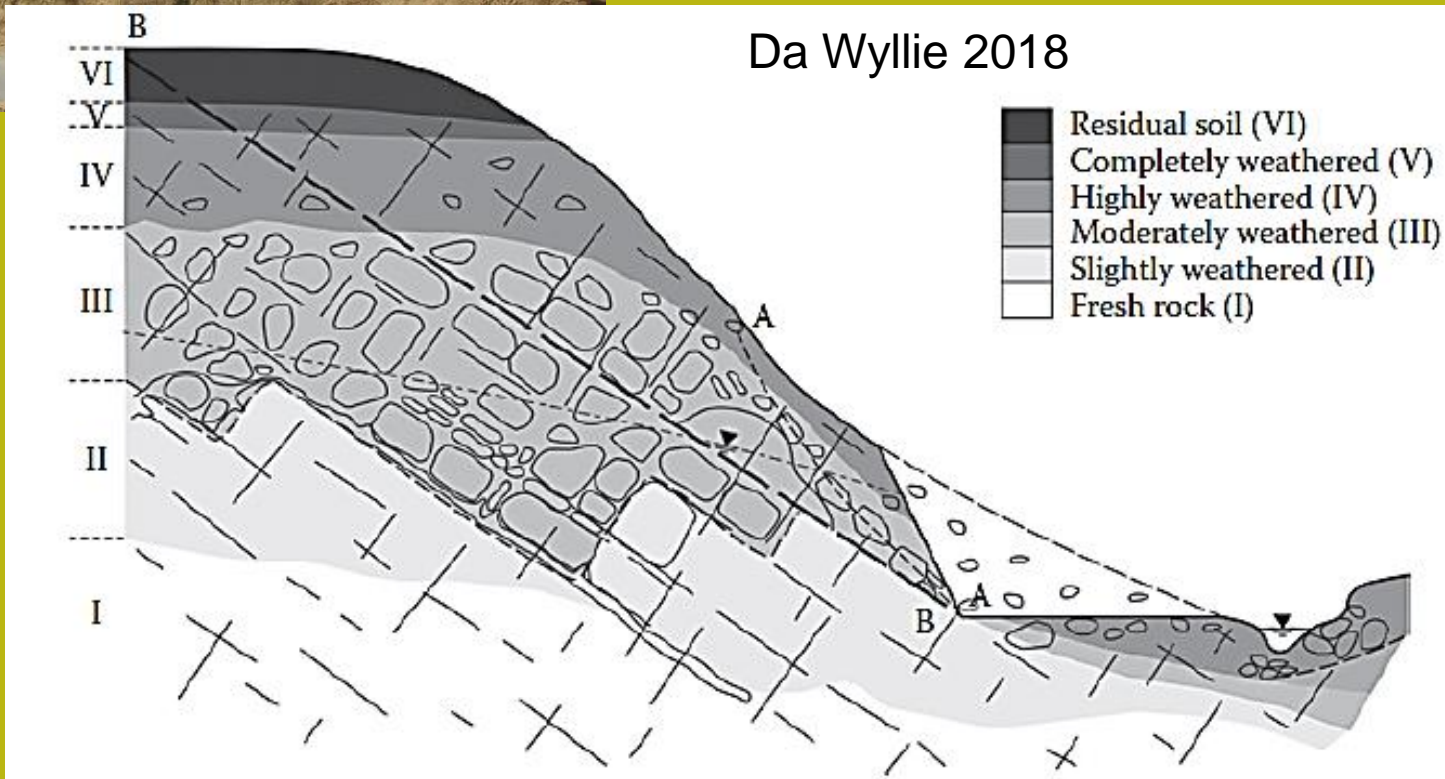 B
Da Wyllie 2018
VI
V
IV
III
II
I
Residual soil (VI)
Completely weathered (V)
Highly weathered (IV)
Moderately weathered (III)
Slightly weathered (II)
Fresh rock (I)
A
B
A